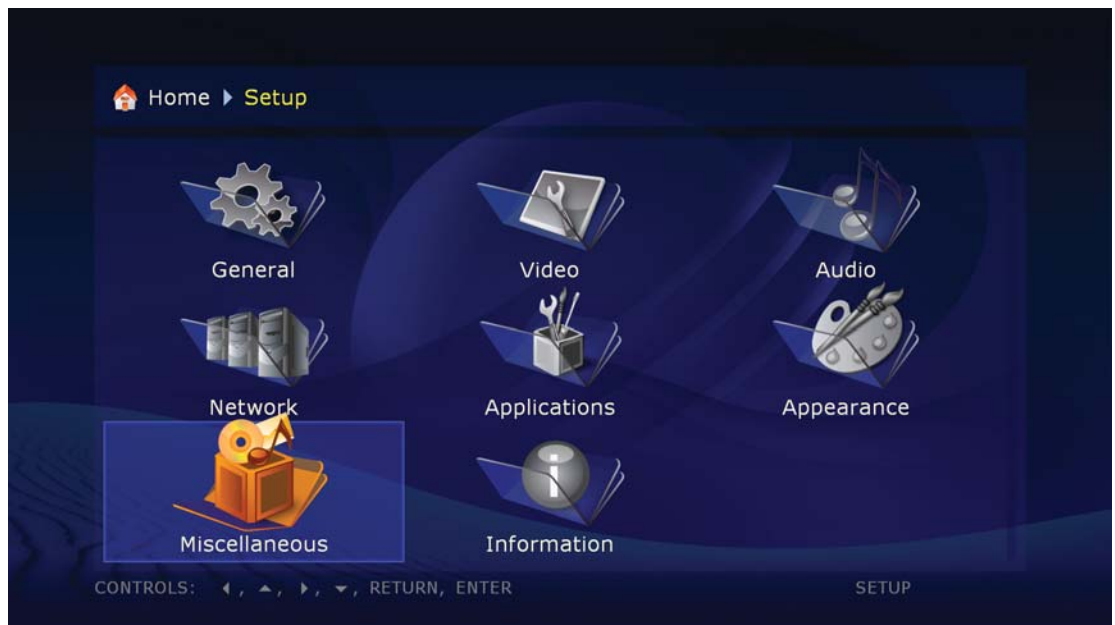 Home Setup
General Video Audio
Network Applications Appearance
Miscellaneous Information
CONTROLS: ◀, ▲, ▶, ▼, RETURN, ENTER SETUP